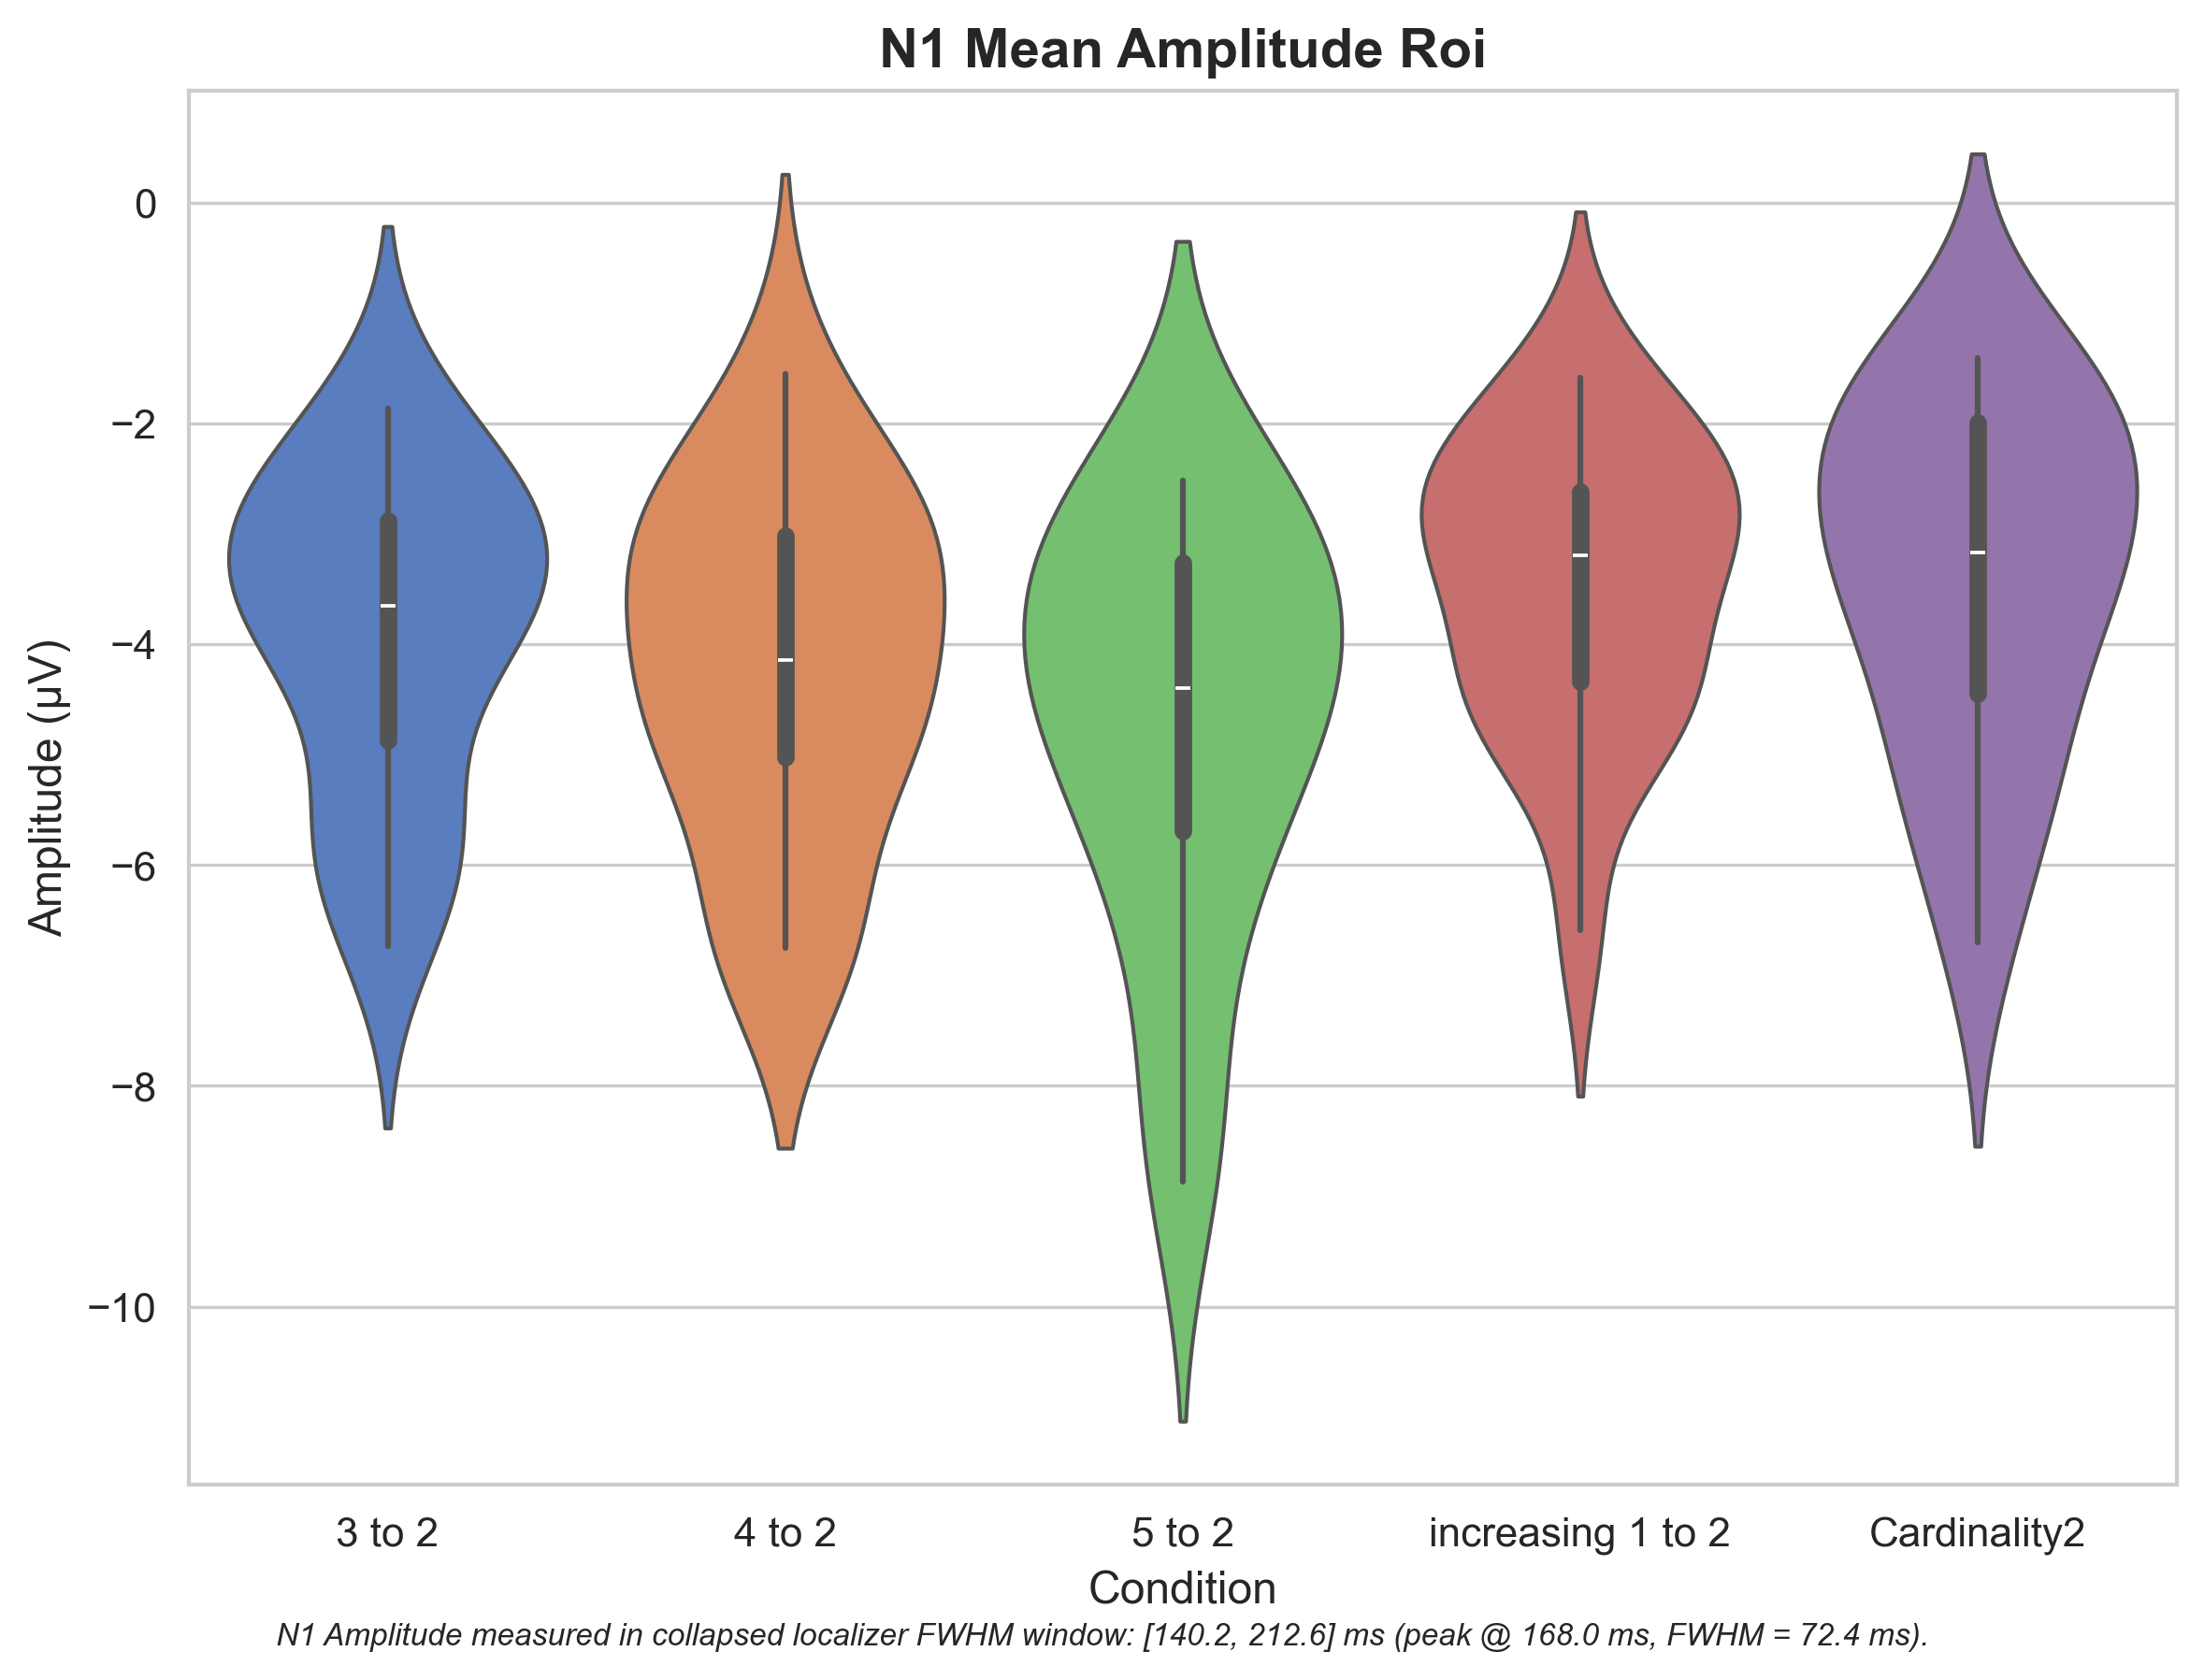 N1 Mean Amplitude Roi
Amplitude (µV)
0
−2
−4
−6
−8
−10
3 to 2 4 to 2 5 to 2 increasing 1 to 2 Cardinality2
Condition
N1 Amplitude measured in collapsed localizer FWHM window: [140.2, 212.6] ms (peak @ 168.0 ms, FWHM = 72.4 ms).